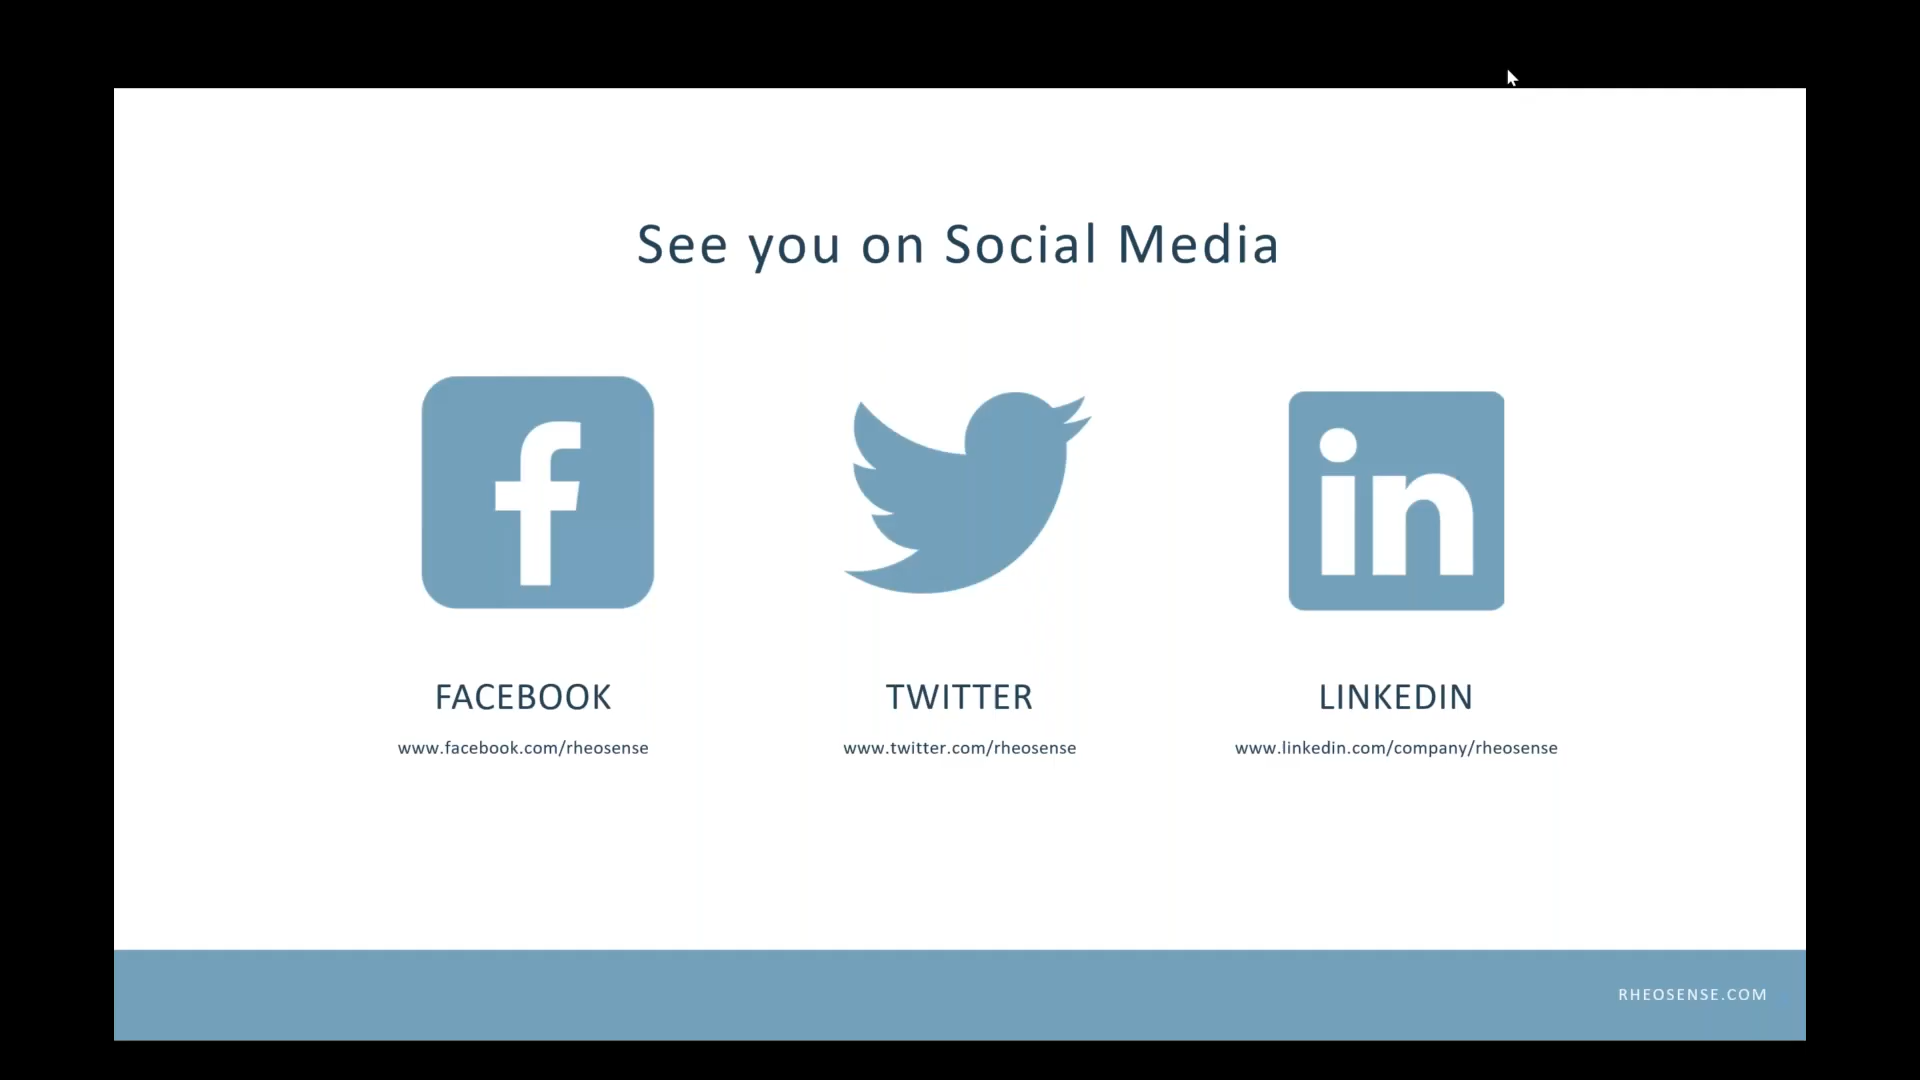 See you on Social Media
f
in
FACEBOOK
TWITTER
LINKEDIN
www.facebook.com/rheosense
www.twitter.com/rheosense
www.linkedin.com/company/rheosense
RHEOSENSE.COM